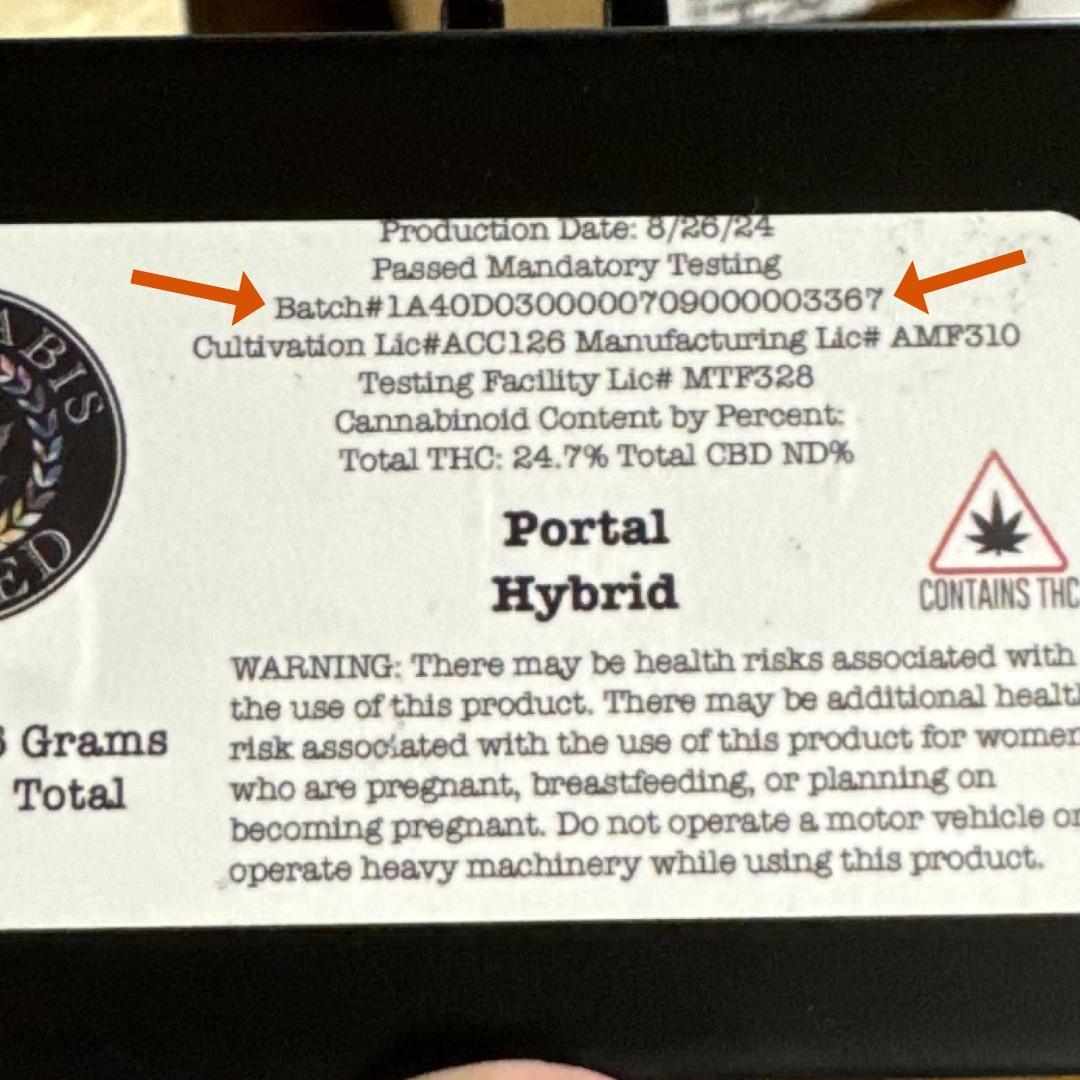 Production Date: 8/26/24
Passed Mandatory Testing
Batch#1A40D0300000709000003367
Cultivation Lic#ACC126 Manufacturing Lic# AMF310
Testing Facility Lic# MTF328
Cannabinoid Content by Percent:
Total THC: 24.7% Total CBD ND%
Portal
Hybrid
CONTAINS THC
WARNING: There may be health risks associated with
the use of this product. There may be additional health
risk associated with the use of this product for women
who are pregnant, breastfeeding, or planning on
becoming pregnant. Do not operate a motor vehicle or
operate heavy machinery while using this product.
Grams
Total